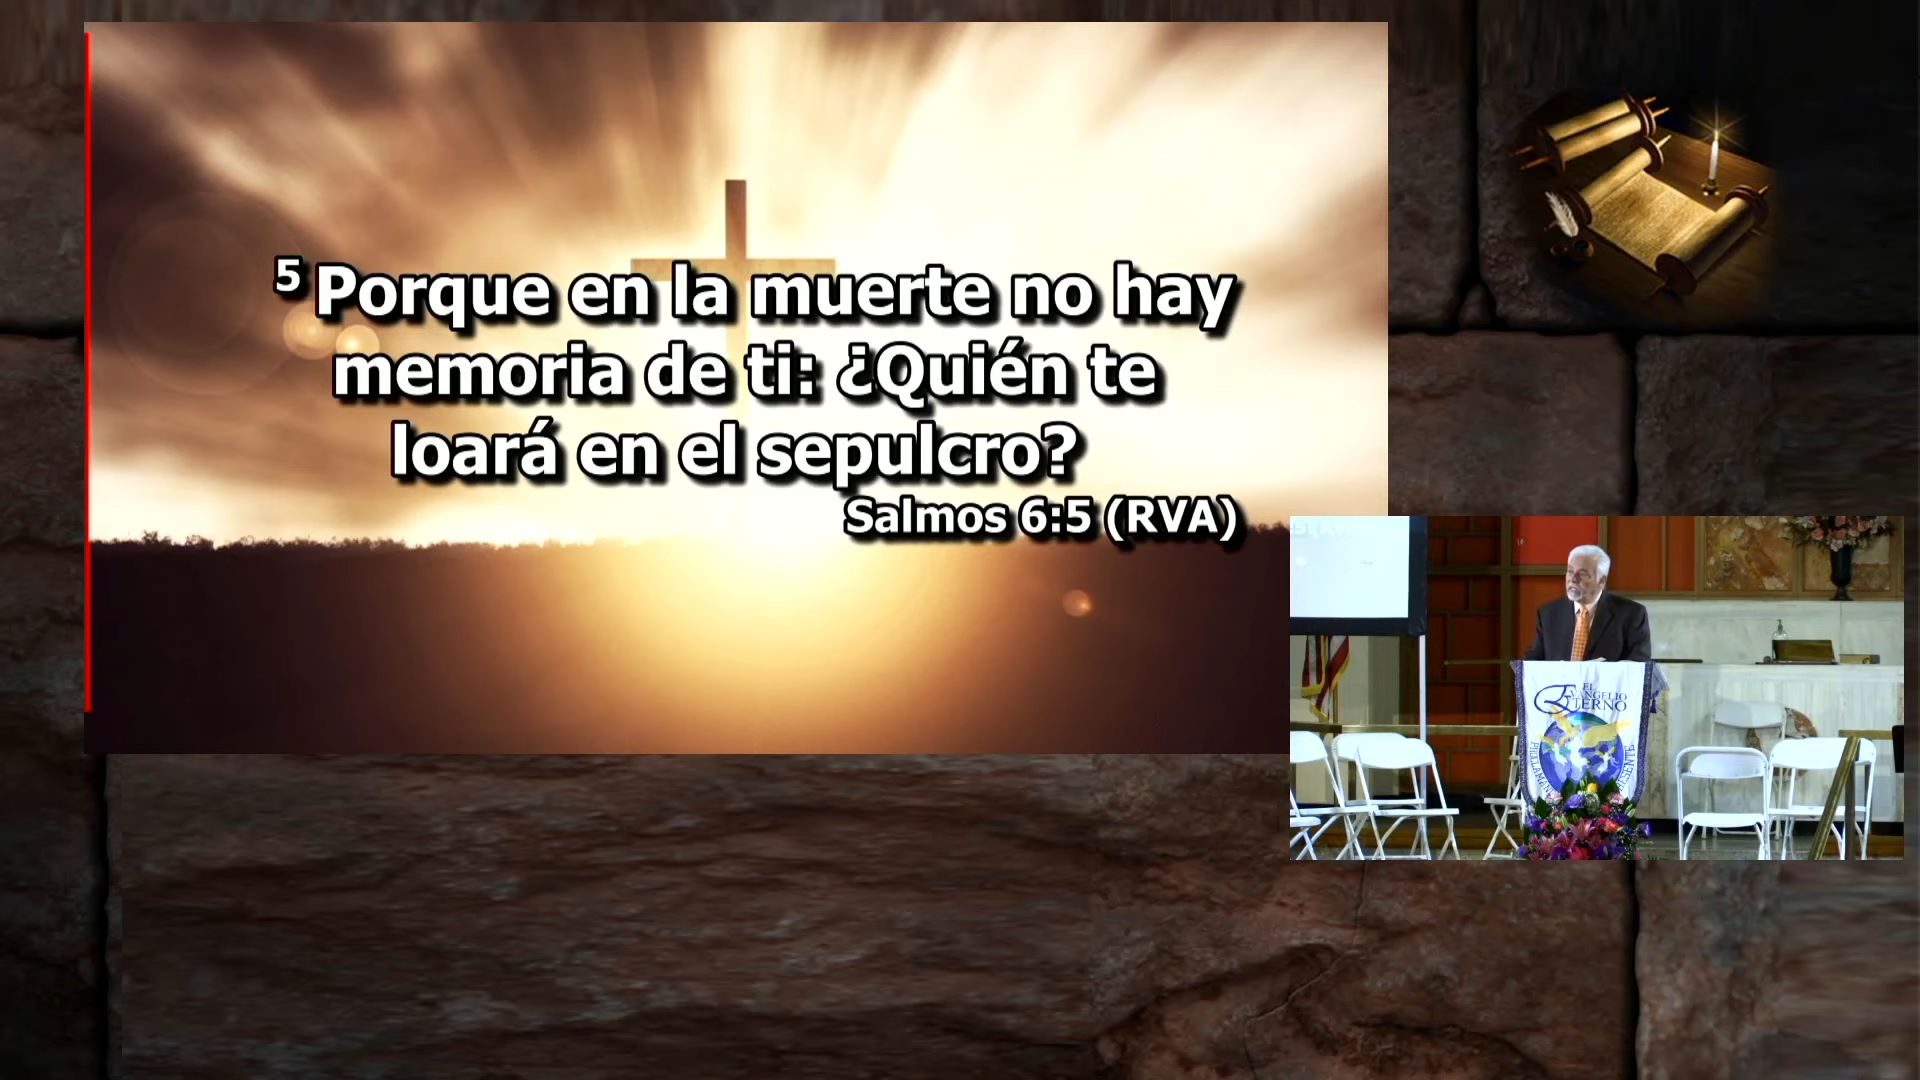 5 Porque en la muerte no hay
memoria de ti: ¿Quién te
loará en el sepulcro?
Salmos 6:5 (RVA)
EL
EVANGELIO
ETERNO